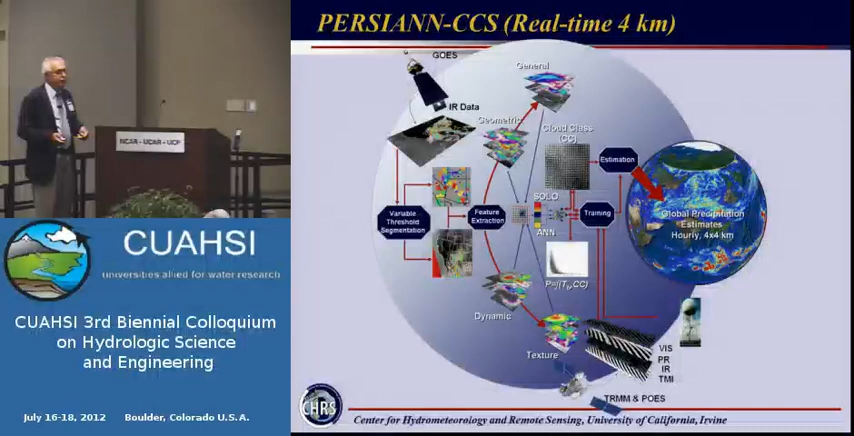 PERSIANN-CCS (Real-time 4 km)
GOES
IR Data
General
Geometric
Cloud Class
(CC)
Estimation
Variable
Threshold
Segmentation
Feature
Extraction
SOLO
ANN
Training
Global Precipitation
Estimates
Hourly, 4x4 km
P=f(Tb,CC)
Dynamic
Texture
VIS
PR
IR
TMI
TRMM & POES
CHRS
Center for Hydrometeorology and Remote Sensing, University of California, Irvine
NCAR - UCAR - UCP
CUAHSI
universities allied for water research
CUAHSI 3rd Biennial Colloquium
on Hydrologic Science
and Engineering
July 16-18, 2012 Boulder, Colorado U.S.A.